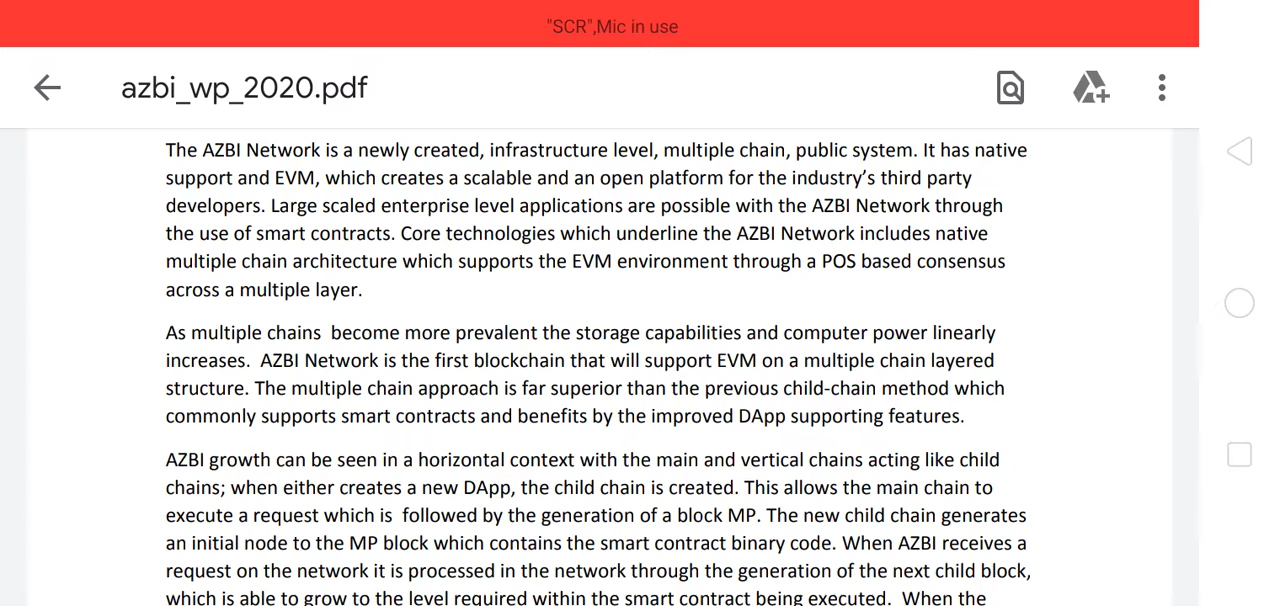 "SCR",Mic in use
azbi_wp_2020.pdf
The AZBI Network is a newly created, infrastructure level, multiple chain, public system. It has native
support and EVM, which creates a scalable and an open platform for the industry’s third party
developers. Large scaled enterprise level applications are possible with the AZBI Network through
the use of smart contracts. Core technologies which underline the AZBI Network includes native
multiple chain architecture which supports the EVM environment through a POS based consensus
across a multiple layer.
As multiple chains  become more prevalent the storage capabilities and computer power linearly
increases.  AZBI Network is the first blockchain that will support EVM on a multiple chain layered
structure. The multiple chain approach is far superior than the previous child-chain method which
commonly supports smart contracts and benefits by the improved DApp supporting features.
AZBI growth can be seen in a horizontal context with the main and vertical chains acting like child
chains; when either creates a new DApp, the child chain is created. This allows the main chain to
execute a request which is  followed by the generation of a block MP. The new child chain generates
an initial node to the MP block which contains the smart contract binary code. When AZBI receives a
request on the network it is processed in the network through the generation of the next child block,
which is able to grow to the level required within the smart contract being executed.  When the